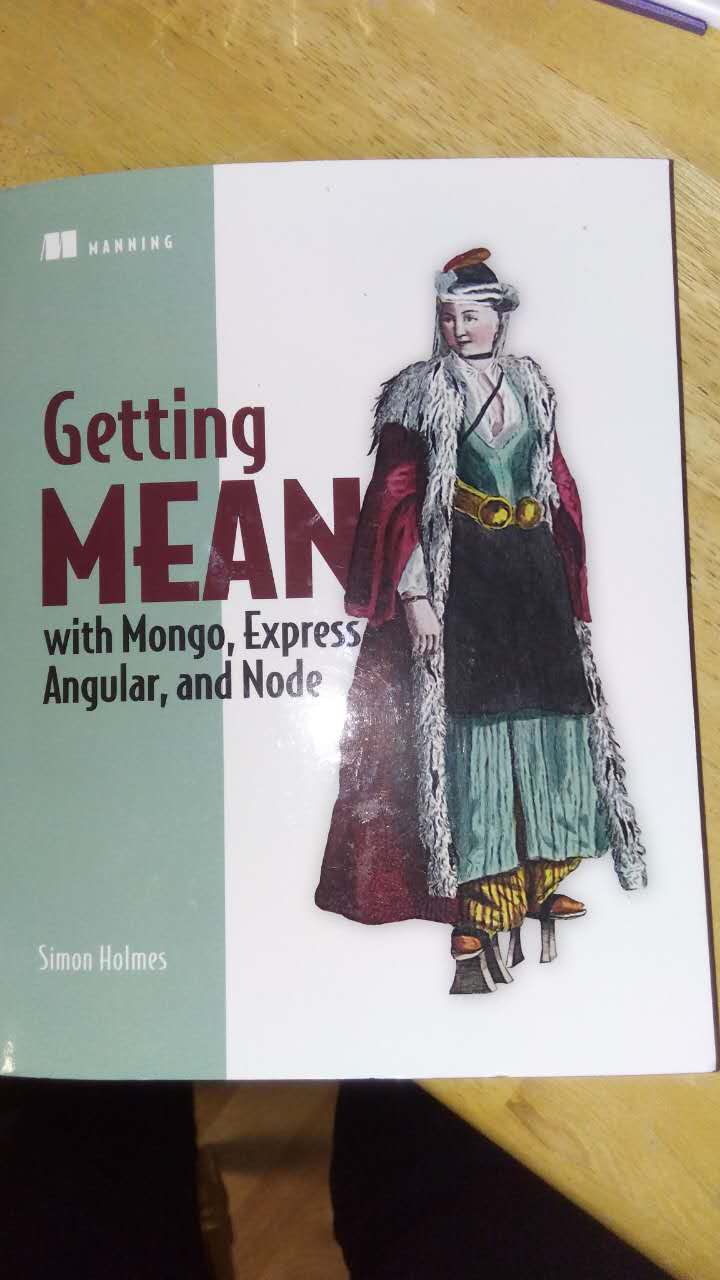 MANNING
Getting
MEAN
with Mongo, Express
Angular, and Node
Simon Holmes